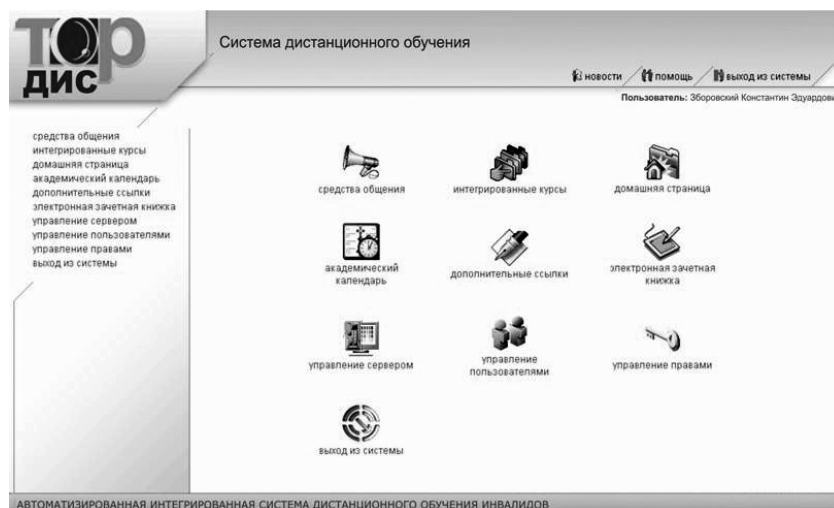 ТОР
ДИС
Система дистанционного обучения
новости
помощь
выход из системы
Пользователь: Зборовский Константин Эдуардови
средства общения
интегрированные курсы
домашняя страница
академический календарь
дополнительные ссылки
электронная зачетная книжка
управление сервером
управление пользователями
управление правами
выход из системы
средства общения
интегрированные курсы
домашняя страница
академический
календарь
дополнительные ссылки
электронная зачетная
книжка
управление сервером
управление
пользователями
управление правами
выход из системы
АВТОМАТИЗИРОВАННАЯ ИНТЕГРИРОВАННАЯ СИСТЕМА ДИСТАНЦИОННОГО ОБУЧЕНИЯ ИНВАЛИДОВ